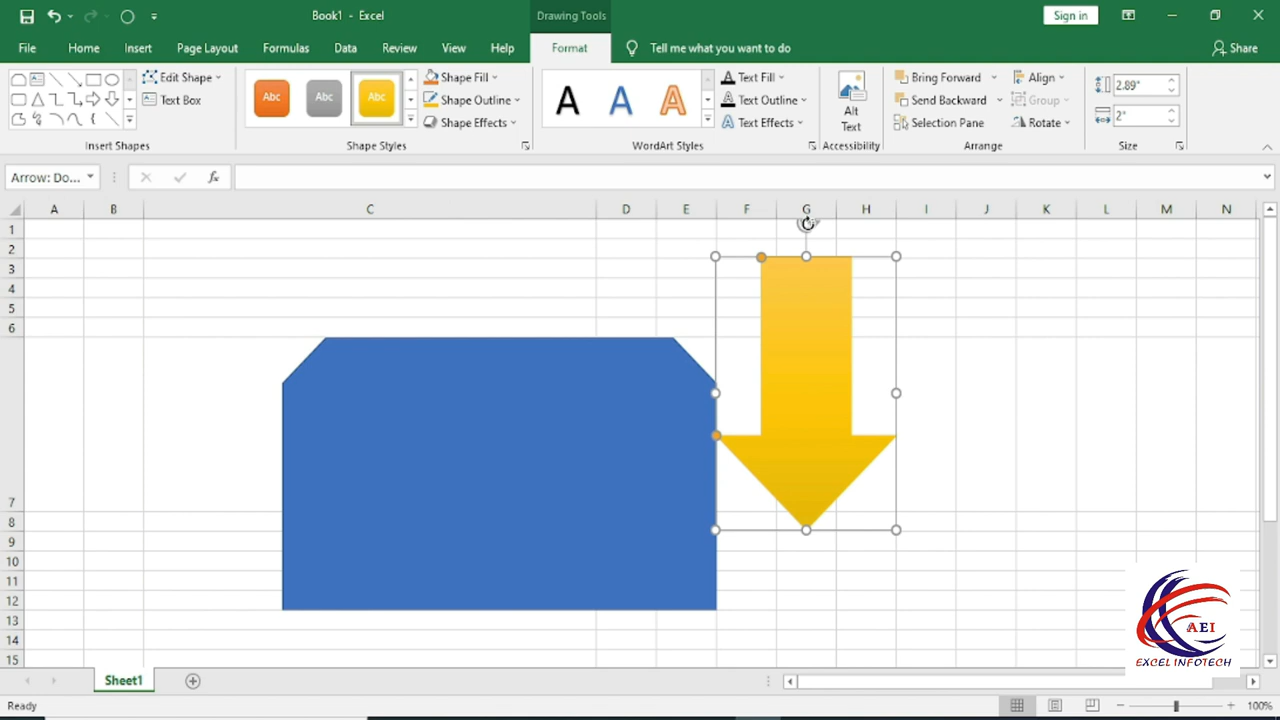 Book1 - Excel
Drawing Tools
Sign in
File Home Insert Page Layout Formulas Data Review View Help Format Tell me what you want to do Share
Edit Shape
Text Box
Insert Shapes
Abc Abc Abc
Shape Fill
Shape Outline
Shape Effects
Shape Styles
A A A
Text Fill
Text Outline
Text Effects
WordArt Styles
Alt
Text
Accessibility
Bring Forward
Send Backward
Selection Pane
Align
Group
Rotate
Arrange
2.89"
2"
Size
Arrow: Do...
fx
A B C D E F G H I J K L M N
1
2
3
4
5
6
7
8
9
10
11
12
13
14
15
AEI
EXCEL INFOTECH
Sheet1
Ready
100%